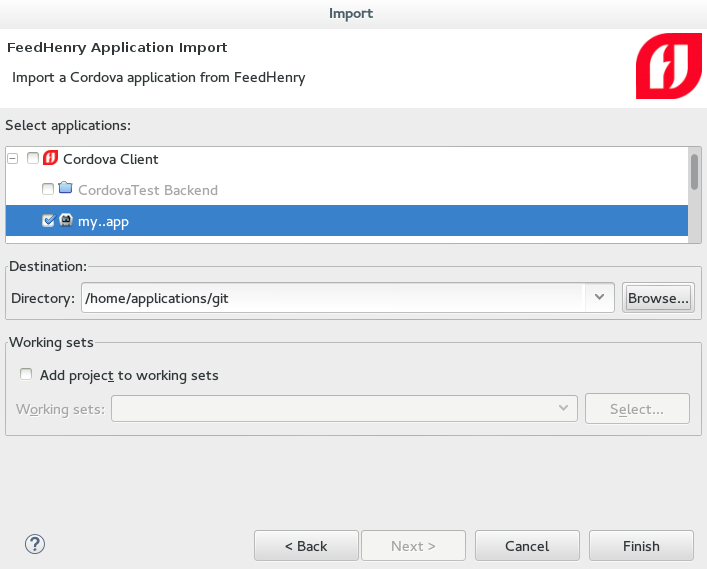 Import
FeedHenry Application Import
Import a Cordova application from FeedHenry
Select applications:
Cordova Client
CordovaTest Backend
my..app
Destination:
Directory: /home/applications/git Browse...
Working sets
Add project to working sets
Working sets: Select...
? < Back Next > Cancel Finish